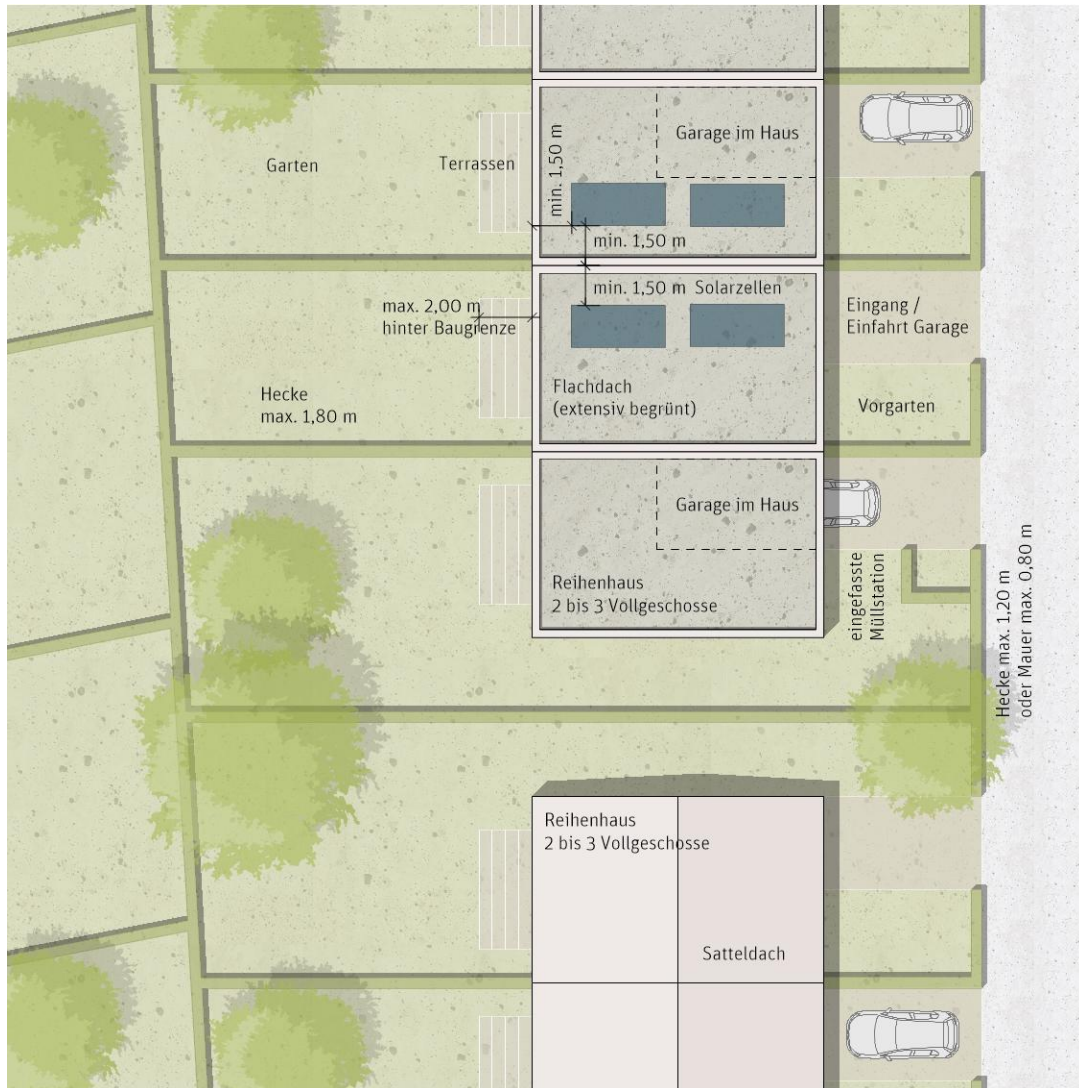 Garage im Haus
Garten
Terrassen
min. 1,50 m
min. 1,50 m
min. 1,50 m
Solarzellen
max. 2,00 m
hinter Baugrenze
Eingang /
Einfahrt Garage
Hecke
max. 1,80 m
Flachdach
(extensiv begrünt)
Vorgarten
Garage im Haus
Reihenhaus
2 bis 3 Vollgeschosse
eingefasste
Müllstation
Hecke max. 1,20 m
oder Mauer max. 0,80 m
Reihenhaus
2 bis 3 Vollgeschosse
Satteldach